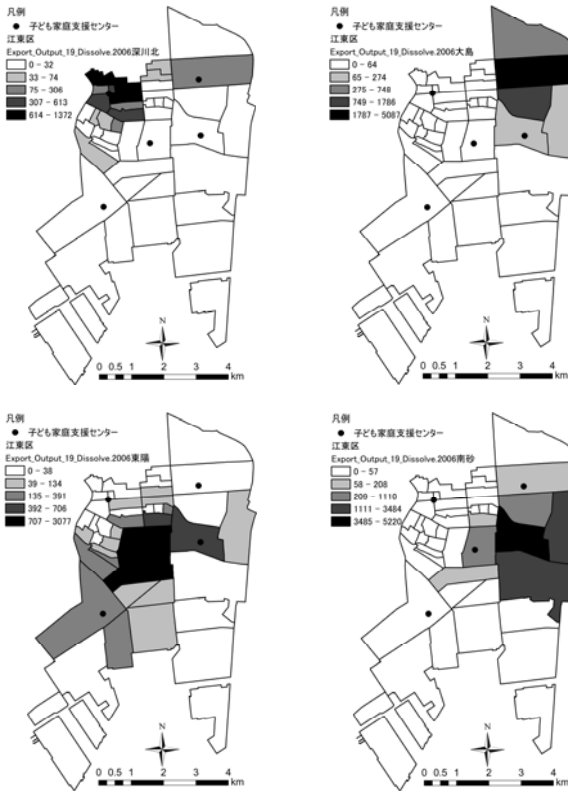 凡例
子ども家庭支援センター
江東区
Export_Output_19_Dissolve.2006深川北
0 - 32
33 - 74
75 - 306
307 - 613
614 - 1372
N
0 0.5 1 2 3 4
km
凡例
子ども家庭支援センター
江東区
Export_Output_19_Dissolve.2006大島
0 - 64
65 - 274
275 - 748
749 - 1786
1787 - 5087
N
0 0.5 1 2 3 4
km
凡例
子ども家庭支援センター
江東区
Export_Output_19_Dissolve.2006東陽
0 - 38
39 - 134
135 - 391
392 - 706
707 - 3077
N
0 0.5 1 2 3 4
km
凡例
子ども家庭支援センター
江東区
Export_Output_19_Dissolve.2006南砂
0 - 57
58 - 208
209 - 1110
1111 - 3484
3485 - 5220
N
0 0.5 1 2 3 4
km